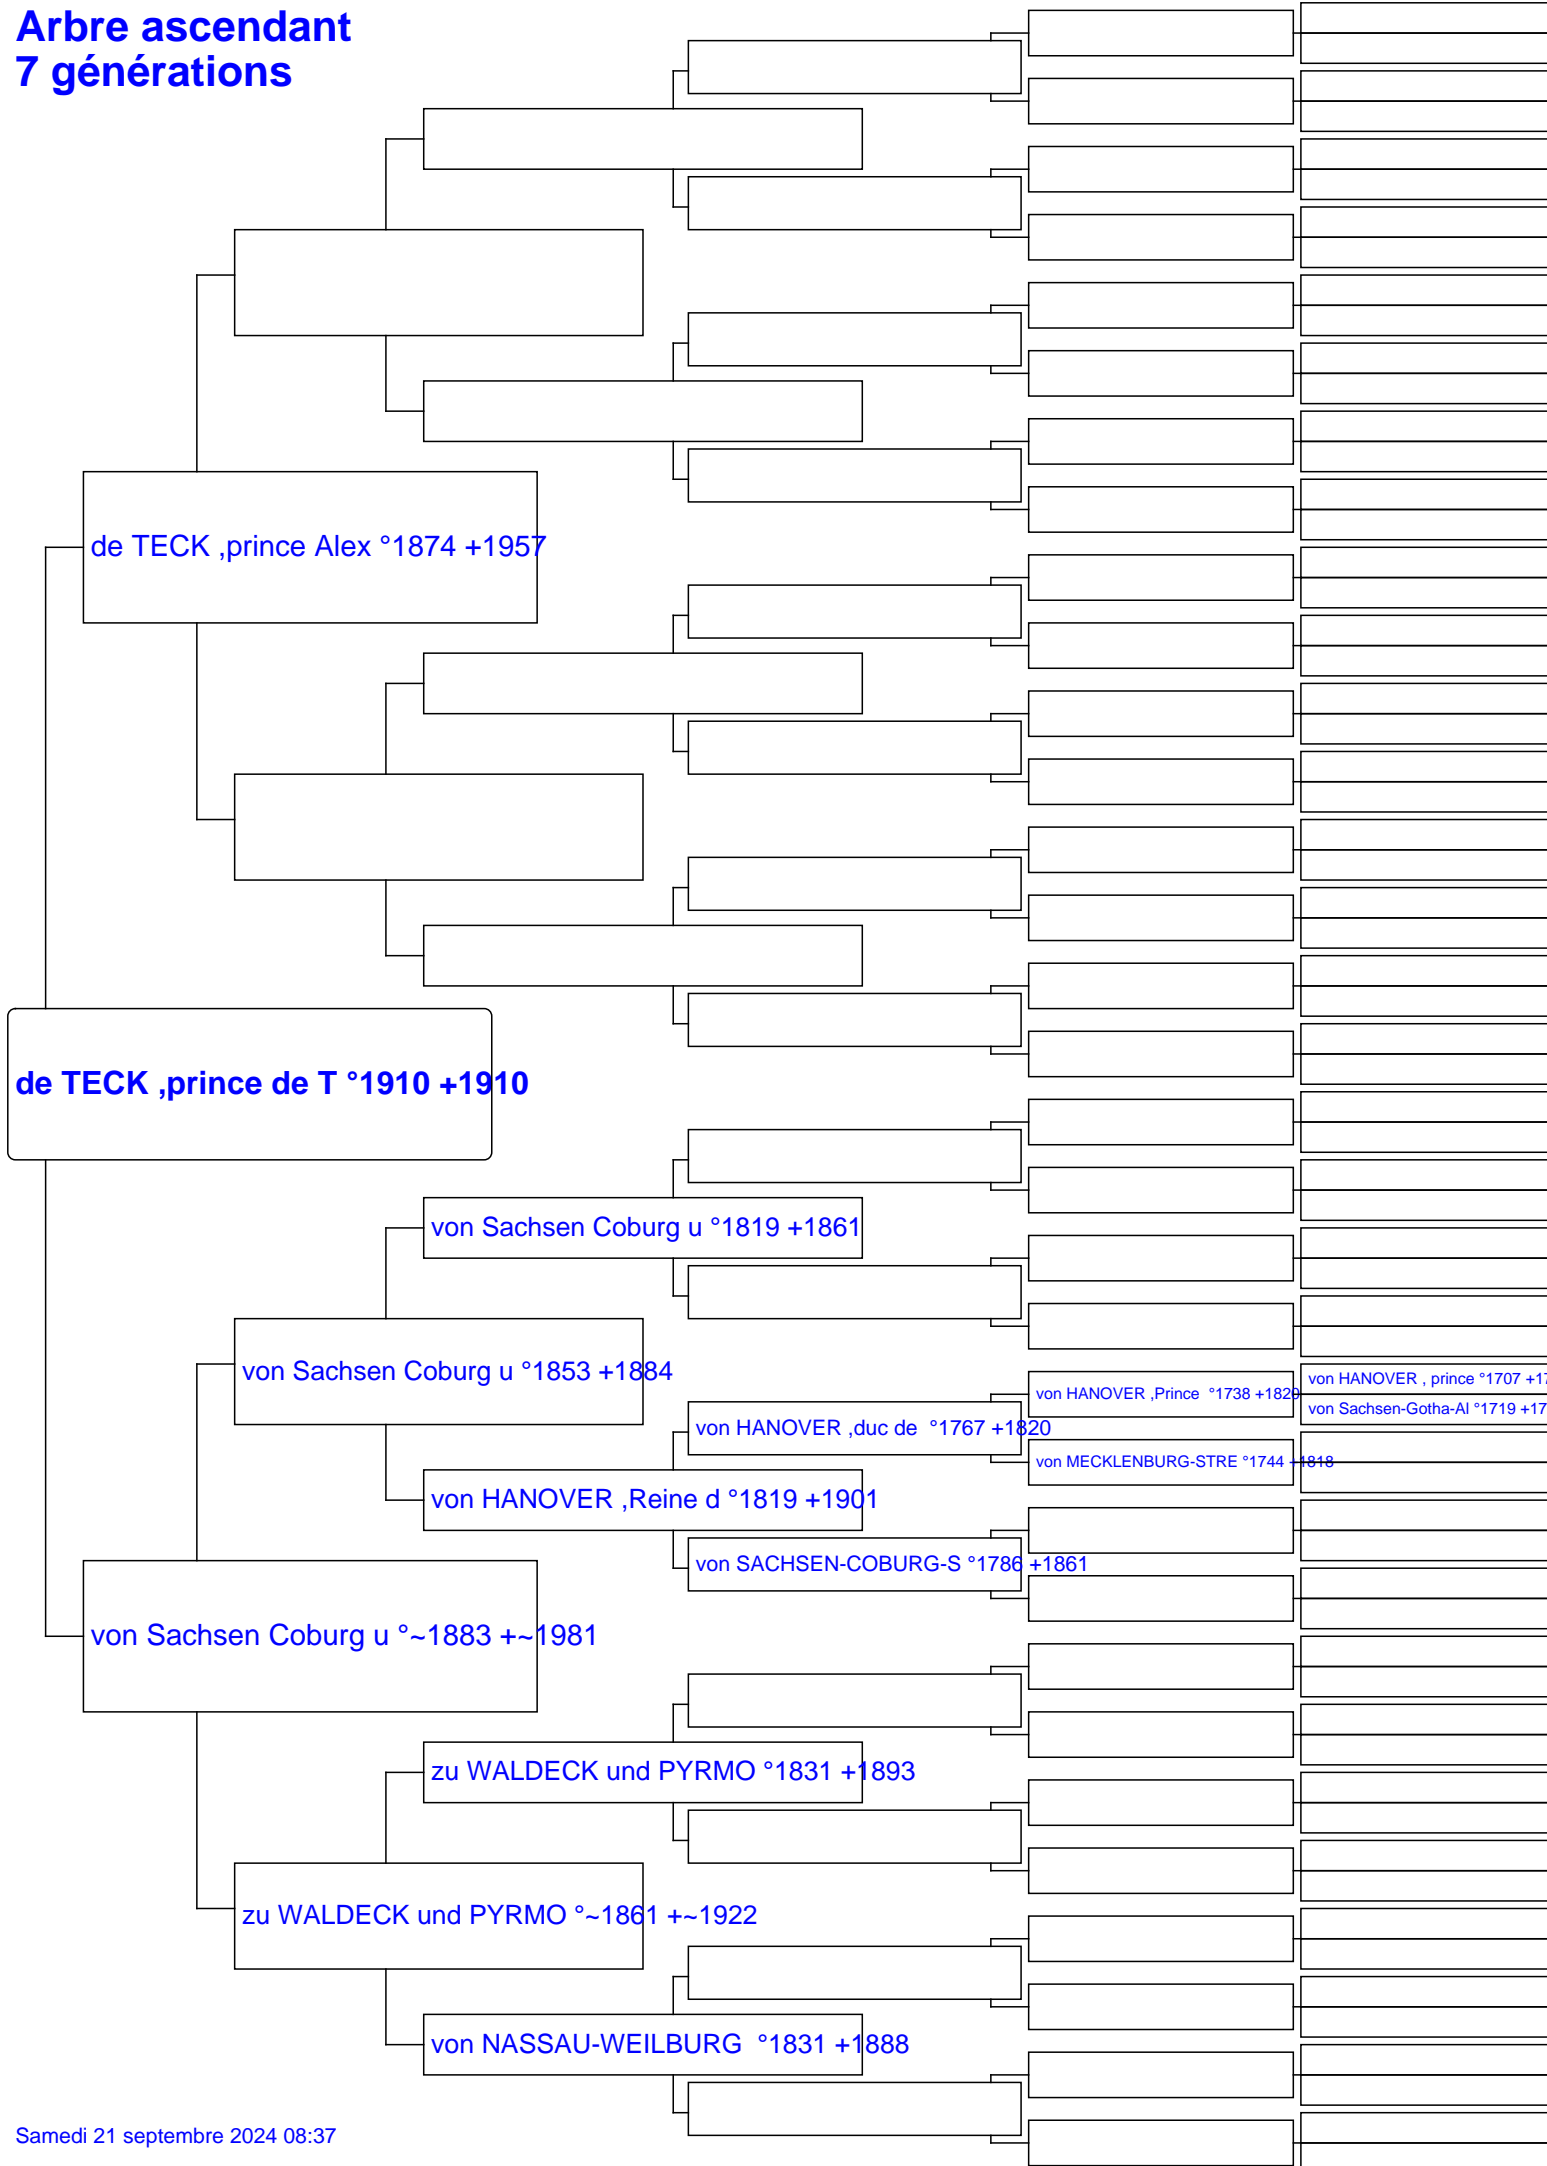 Arbre ascendant
7 générations
de TECK ,prince Alex °1874 +1957
de TECK ,prince de T °1910 +1910
von Sachsen Coburg u °1819 +1861
von Sachsen Coburg u °1853 +1884
von HANOVER ,Prince  °1738 +1820
von HANOVER , prince °1707 +17
von Sachsen-Gotha-Al °1719 +17
von HANOVER ,duc de  °1767 +1820
von MECKLENBURG-STRE °1744 +1818
von HANOVER ,Reine d °1819 +1901
von SACHSEN-COBURG-S °1786 +1861
von Sachsen Coburg u °~1883 +~1981
zu WALDECK und PYRMO °1831 +1893
zu WALDECK und PYRMO °~1861 +~1922
von NASSAU-WEILBURG  °1831 +1888
Samedi 21 septembre 2024 08:37